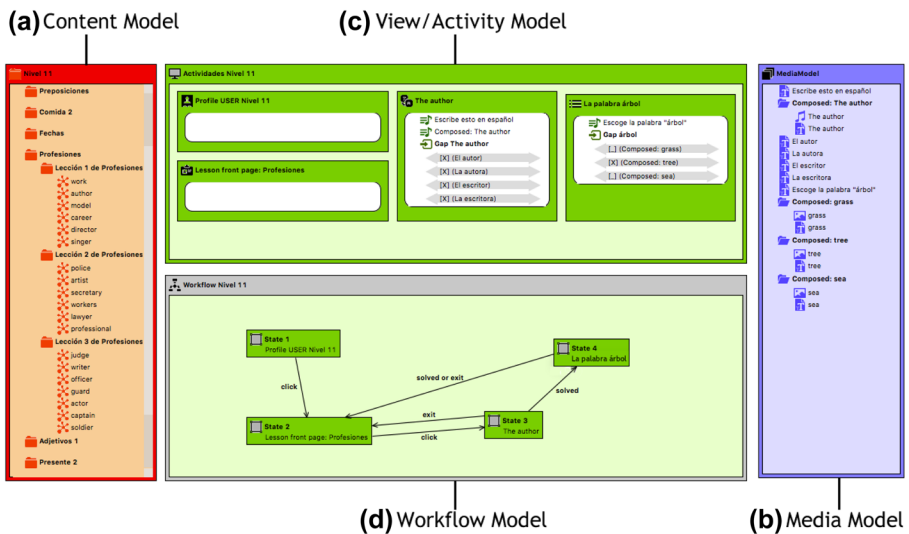 (a) Content Model
(c) View/Activity Model
Nivel 11
Preposiciones
Comida 2
Fechas
Profesiones
Lección 1 de Profesiones
work
author
model
career
director
singer
Lección 2 de Profesiones
police
artist
secretary
workers
lawyer
professional
Lección 3 de Profesiones
judge
writer
officer
guard
actor
captain
soldier
Adjetivos 1
Presente 2
Actividades Nivel 11
Profile USER Nivel 11
Lesson front page: Profesiones
The author
Escribe esto en español
Composed: The author
Gap The author
[X] (El autor)
[X] (La autora)
[X] (El escritor)
[X] (La escritora)
La palabra árbol
Escoge la palabra "árbol"
Gap árbol
[_] (Composed: grass)
[X] (Composed: tree)
[_] (Composed: sea)
Workflow Nivel 11
State 1
Profile USER Nivel 11
click
State 2
Lesson front page: Profesiones
exit
click
State 3
The author
solved
solved or exit
State 4
La palabra árbol
MediaModel
Escribe esto en español
Composed: The author
The author
The author
El autor
La autora
El escritor
La escritora
Escoge la palabra "árbol"
Composed: grass
grass
grass
Composed: tree
tree
tree
Composed: sea
sea
sea
(d) Workflow Model
(b) Media Model